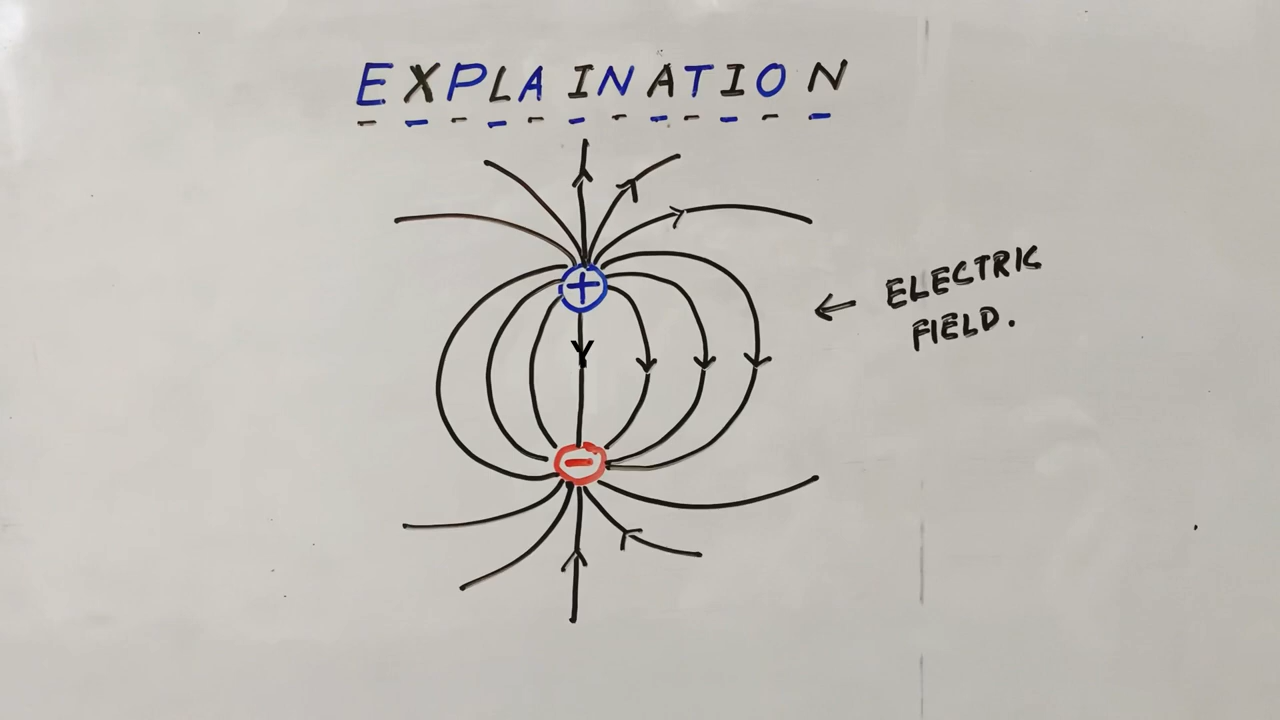 EXPLAINATION
+
← ELECTRIC
FIELD.
-